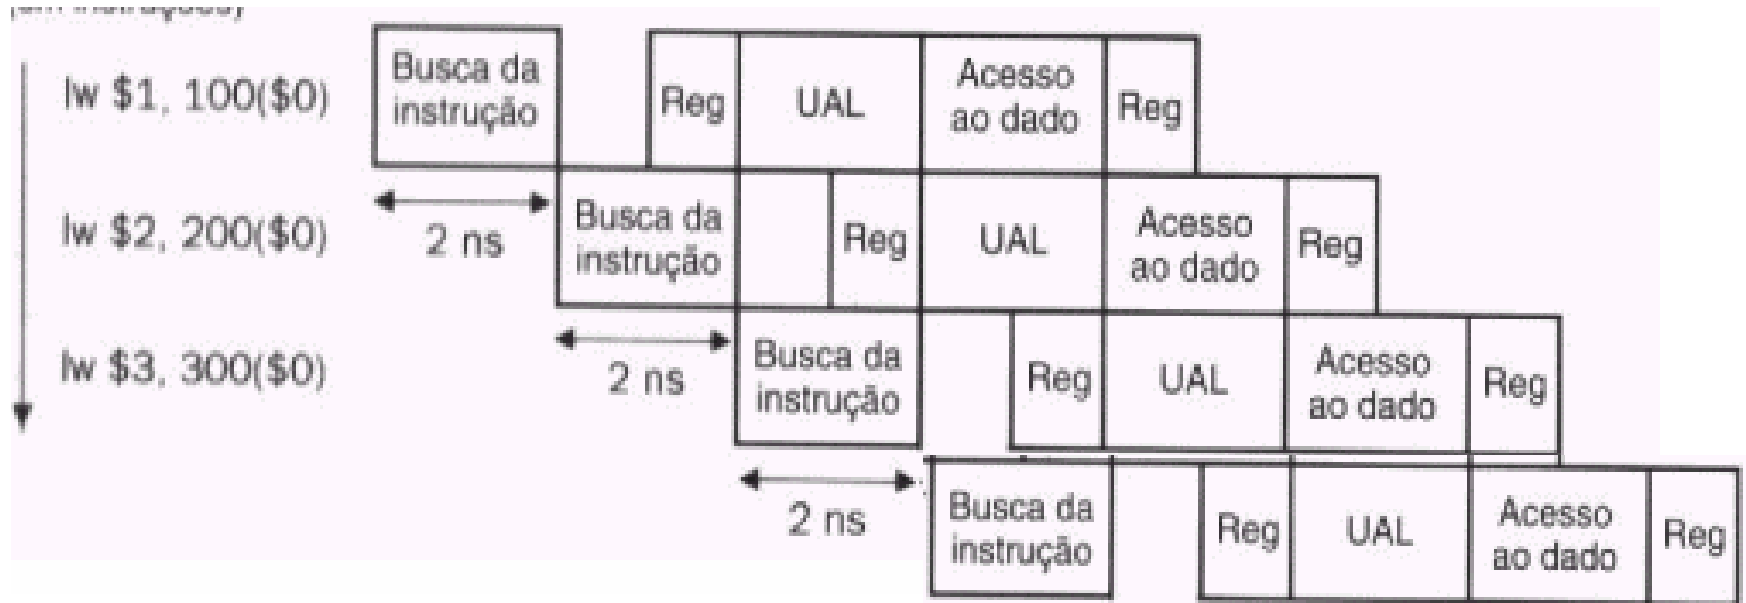 lw $1, 100($0)
Busca da
instrução
Reg
UAL
Acesso
ao dado
Reg
lw $2, 200($0)
2 ns
Busca da
instrução
Reg
UAL
Acesso
ao dado
Reg
lw $3, 300($0)
2 ns
Busca da
instrução
Reg
UAL
Acesso
ao dado
Reg
2 ns
Busca da
instrução
Reg
UAL
Acesso
ao dado
Reg